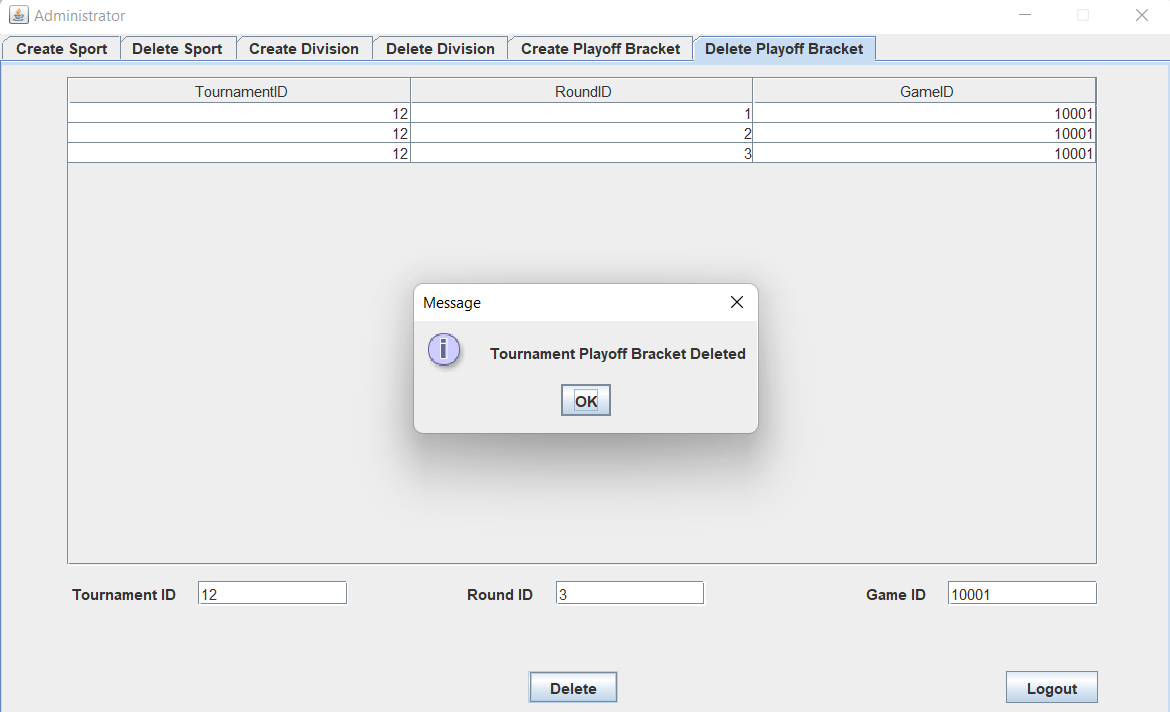 Administrator
Create Sport Delete Sport Create Division Delete Division Create Playoff Bracket Delete Playoff Bracket
TournamentID RoundID GameID
12 1 10001
12 2 10001
12 3 10001
Message
i
Tournament Playoff Bracket Deleted
OK
Tournament ID 12 Round ID 3 Game ID 10001
Delete Logout